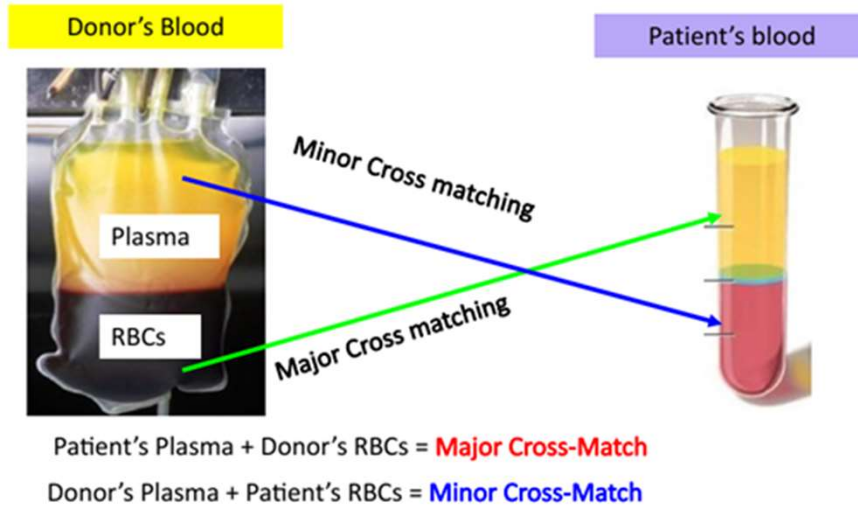 Donor's Blood
Patient's blood
Minor Cross matching
Plasma
RBCs
Major Cross matching
Patient's Plasma + Donor's RBCs = Major Cross-Match
Donor's Plasma + Patient's RBCs = Minor Cross-Match